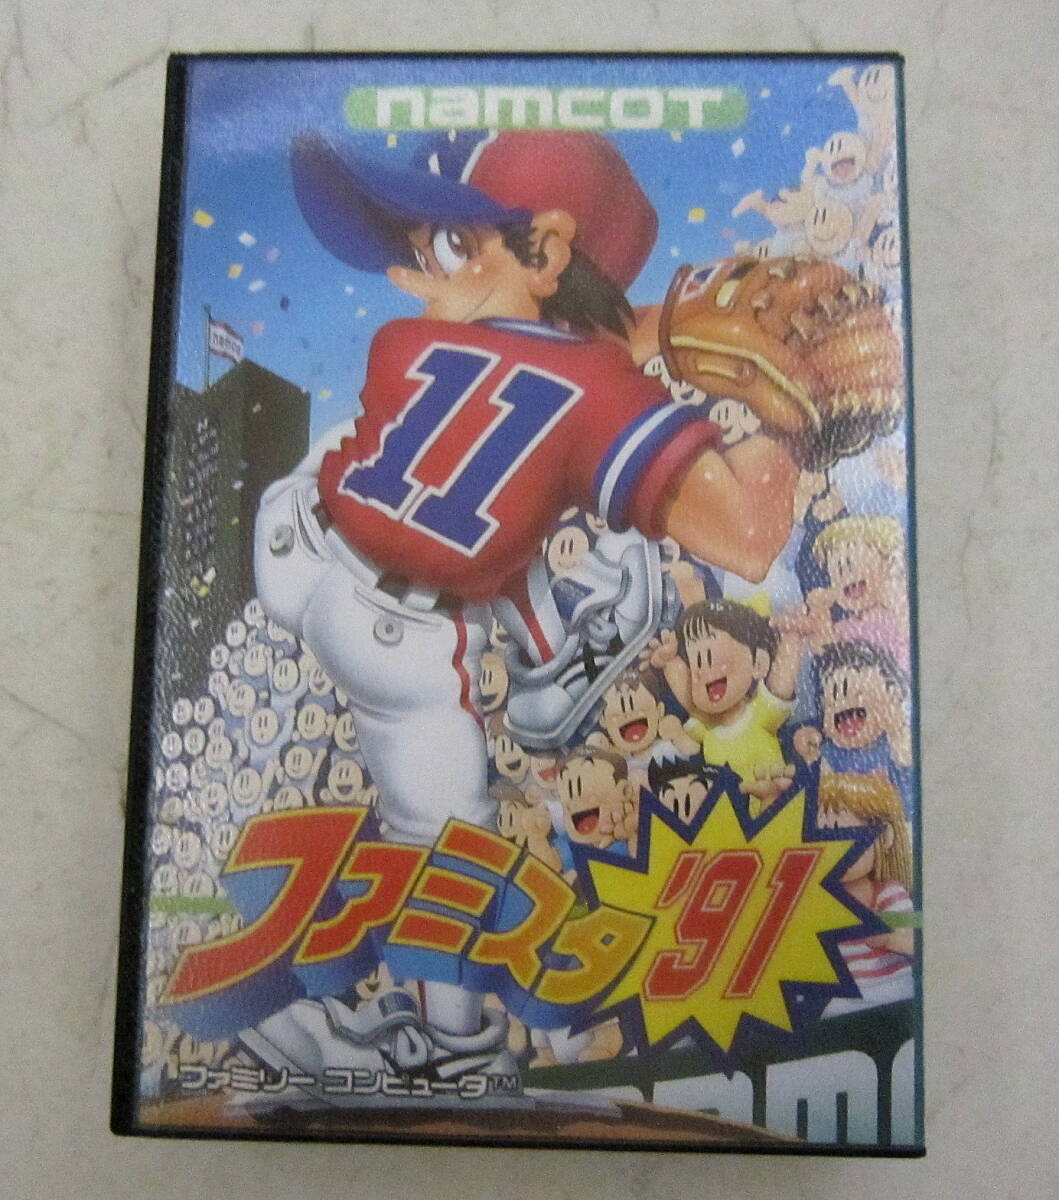 namcot
namco
11
ファミスタ '91
ファミリー コンピュータ™